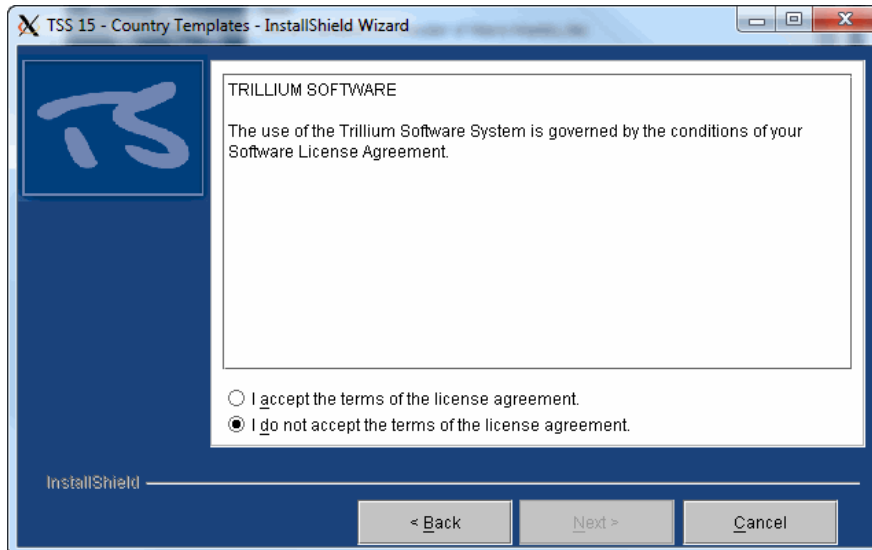 TSS 15 - Country Templates - InstallShield Wizard
TS
TRILLIUM SOFTWARE
The use of the Trillium Software System is governed by the conditions of your
Software License Agreement.
I accept the terms of the license agreement.
I do not accept the terms of the license agreement.
InstallShield
< Back
Next >
Cancel